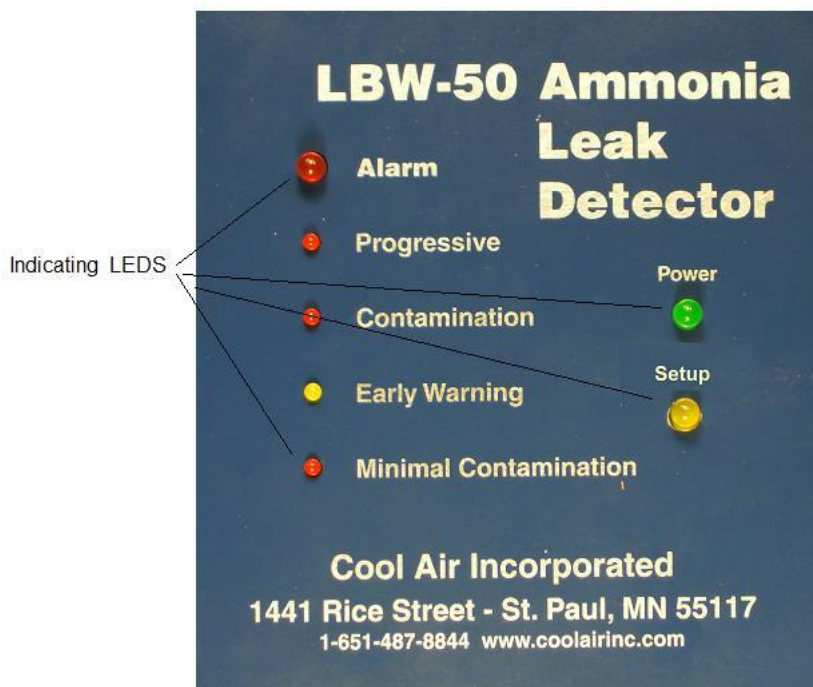 LBW-50 Ammonia
Leak
Detector
Alarm
Progressive
Indicating LEDS
Power
Contamination
Setup
Early Warning
Minimal Contamination
Cool Air Incorporated
1441 Rice Street - St. Paul, MN 55117
1-651-487-8844 www.coolairinc.com